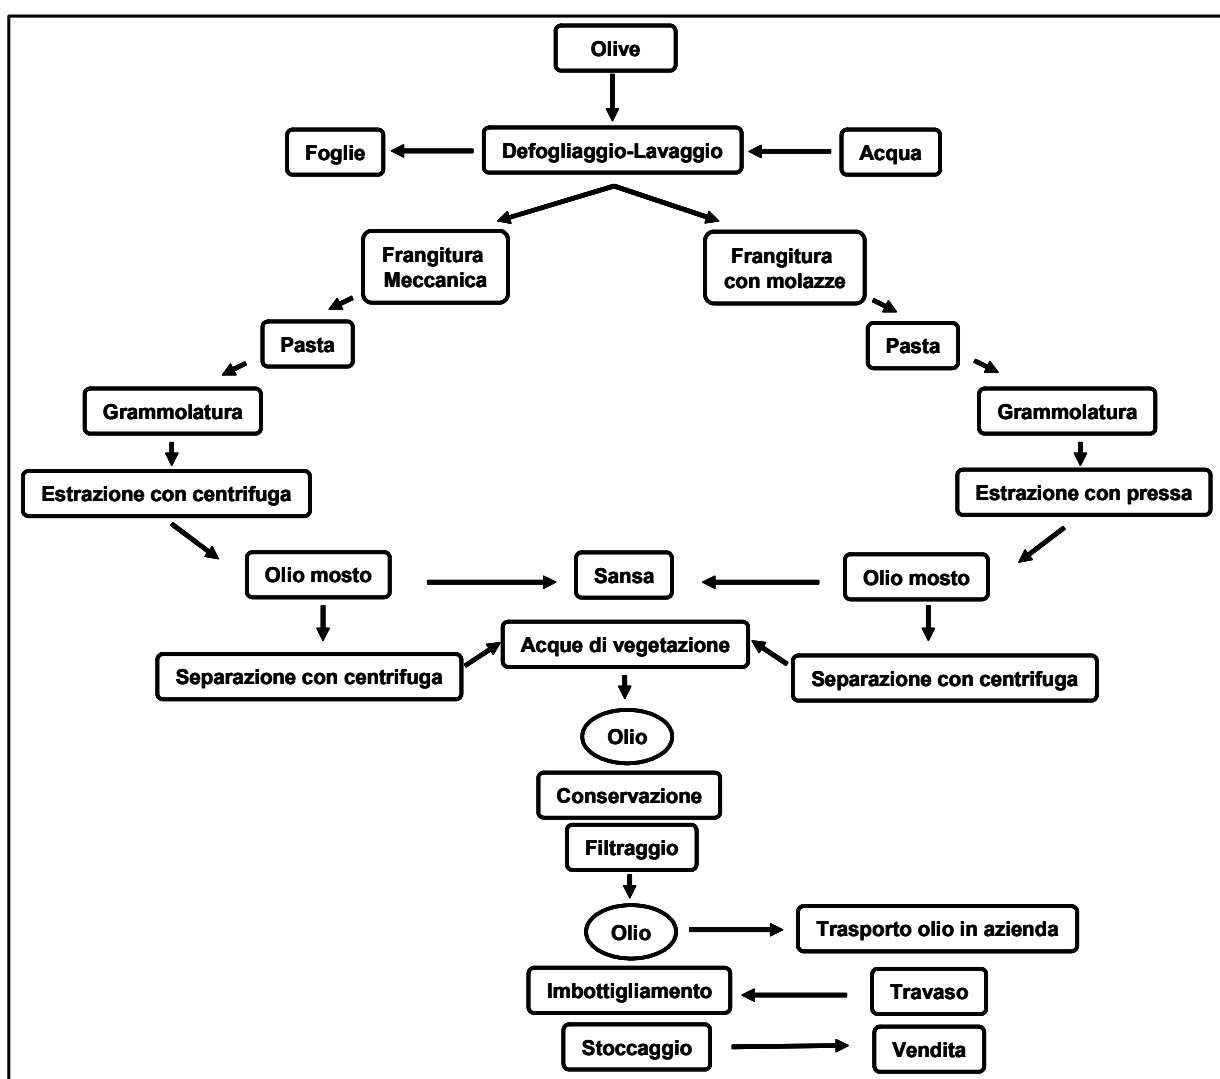 Olive
Foglie
Defogliaggio-Lavaggio
Acqua
Frangitura
Meccanica
Frangitura
con molazze
Pasta
Pasta
Grammolatura
Grammolatura
Estrazione con centrifuga
Estrazione con pressa
Olio mosto
Sansa
Olio mosto
Acque di vegetazione
Separazione con centrifuga
Separazione con centrifuga
Olio
Conservazione
Filtraggio
Olio
Trasporto olio in azienda
Imbottigliamento
Travaso
Stoccaggio
Vendita